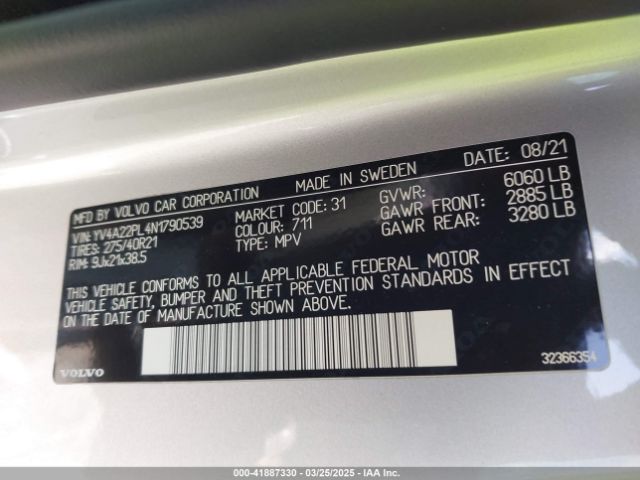 MFD BY VOLVO CAR CORPORATION MADE IN SWEDEN DATE: 08/21
VIN: YV4A22PL4N1790539 MARKET CODE: 31 GVWR: 6060 LB
TIRES: 275/40R21 COLOUR: 711 GAWR FRONT: 2885 LB
RIM: 9Jx21x38.5 TYPE: MPV GAWR REAR: 3280 LB
THIS VEHICLE CONFORMS TO ALL APPLICABLE FEDERAL MOTOR
VEHICLE SAFETY, BUMPER AND THEFT PREVENTION STANDARDS IN EFFECT
ON THE DATE OF MANUFACTURE SHOWN ABOVE.
VOLVO 32366354
000-41887330 - 03/25/2025 - IAAI.COM